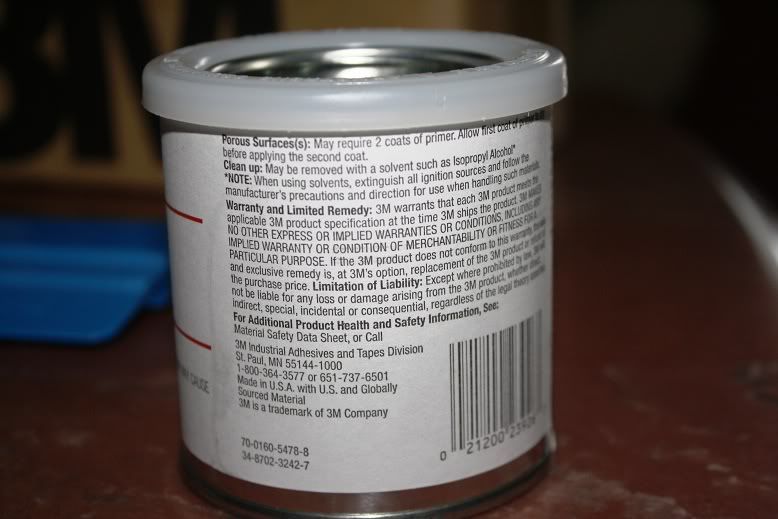 3M
Porous Surfaces(s): May require 2 coats of primer. Allow first coat of
before applying the second coat.
Clean up: May be removed with a solvent such as Isopropyl Alcohol*
*NOTE: When using solvents, extinguish all ignition sources and follow the
manufacturer's precautions and direction for use when handling such materials.
Warranty and Limited Remedy: 3M warrants that each 3M product meets the
applicable 3M product specification at the time 3M ships the product. 3M MAKES
NO OTHER EXPRESS OR IMPLIED WARRANTIES OR CONDITIONS, INCLUDING ANY
IMPLIED WARRANTY OR CONDITION OF MERCHANTABILITY OR FITNESS FOR A
PARTICULAR PURPOSE. If the 3M product does not conform to this warranty,
and exclusive remedy is, at 3M's option, replacement of the 3M product or
the purchase price. Limitation of Liability: Except where prohibited by law,
not be liable for any loss or damage arising from the 3M product, whether direct,
indirect, special, incidental or consequential, regardless of the legal theory
For Additional Product Health and Safety Information, See:
Material Safety Data Sheet, or Call
3M Industrial Adhesives and Tapes Division
St. Paul, MN 55144-1000
1-800-364-3577 or 651-737-6501
Made in U.S.A. with U.S. and Globally
Sourced Material
3M is a trademark of 3M Company
70-0160-5478-8
34-8702-3242-7
CAUSE
0 21200 23926